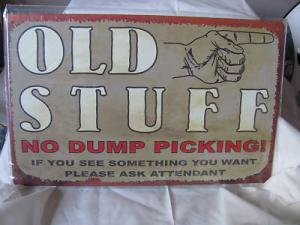 OLD
STUFF
NO DUMP PICKING!
IF YOU SEE SOMETHING YOU WANT
PLEASE ASK ATTENDANT